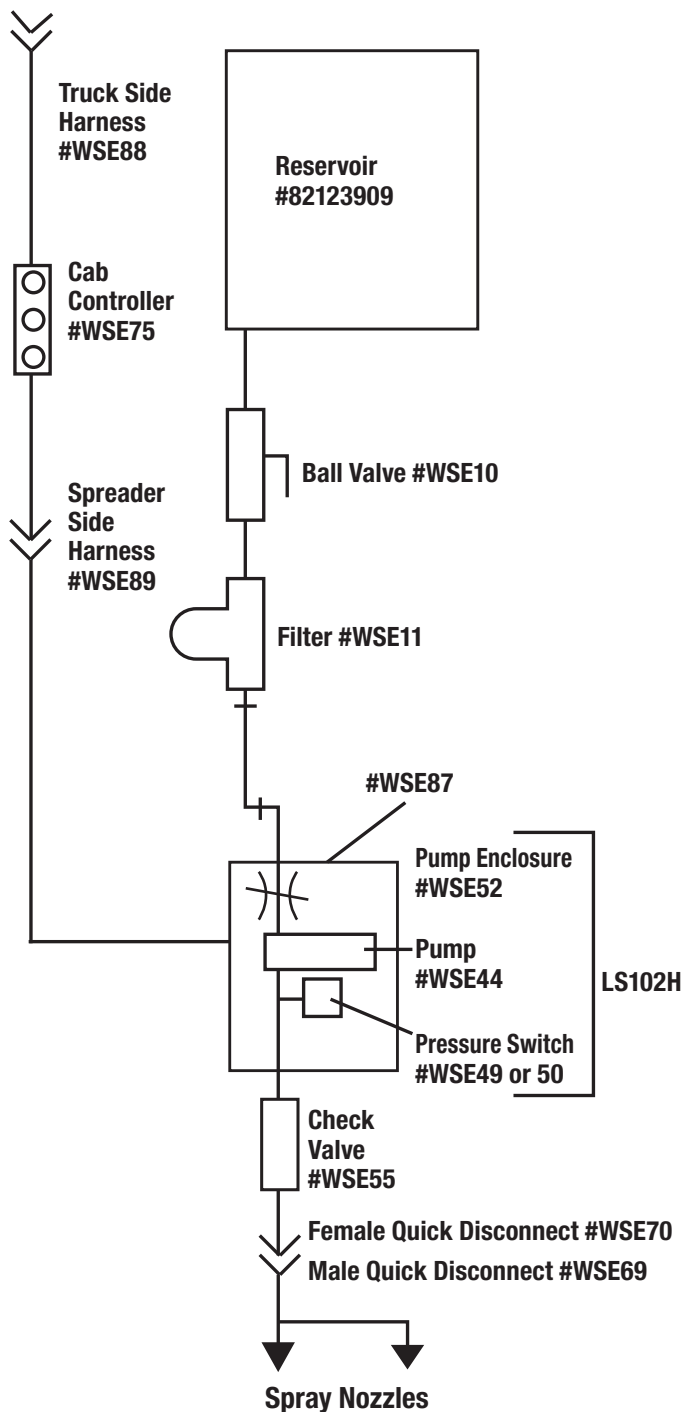 Truck Side
Harness
#WSE88
Reservoir
#82123909
Cab
Controller
#WSE75
Ball Valve #WSE10
Spreader
Side
Harness
#WSE89
Filter #WSE11
#WSE87
Pump Enclosure
#WSE52
Pump
#WSE44
LS102H
Pressure Switch
#WSE49 or 50
Check
Valve
#WSE55
Female Quick Disconnect #WSE70
Male Quick Disconnect #WSE69
Spray Nozzles